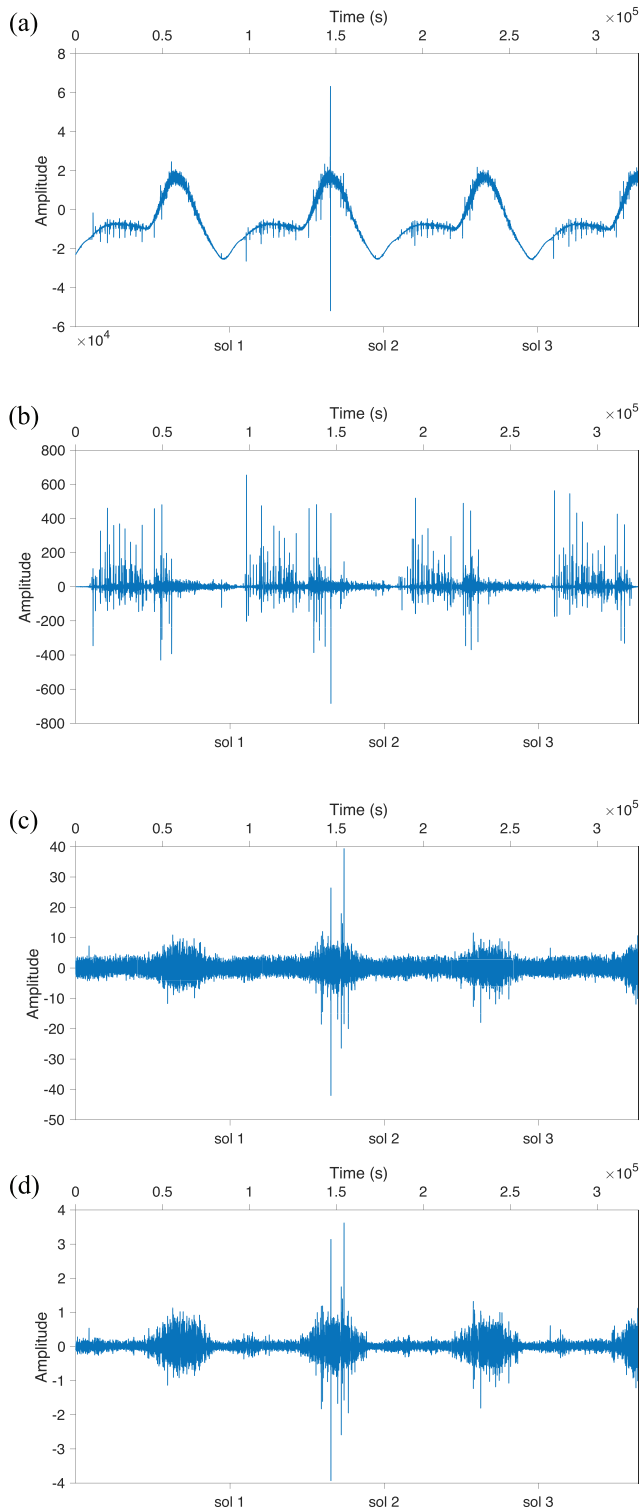 (a)
Time (s)
×10^5
0 0.5 1 1.5 2 2.5 3
8
6
4
2
0
-2
-4
-6
Amplitude
×10^4
sol 1 sol 2 sol 3
(b)
Time (s)
×10^5
0 0.5 1 1.5 2 2.5 3
800
600
400
200
0
-200
-400
-600
-800
Amplitude
sol 1 sol 2 sol 3
(c)
Time (s)
×10^5
0 0.5 1 1.5 2 2.5 3
40
30
20
10
0
-10
-20
-30
-40
-50
Amplitude
sol 1 sol 2 sol 3
(d)
Time (s)
×10^5
0 0.5 1 1.5 2 2.5 3
4
3
2
1
0
-1
-2
-3
-4
Amplitude
sol 1 sol 2 sol 3